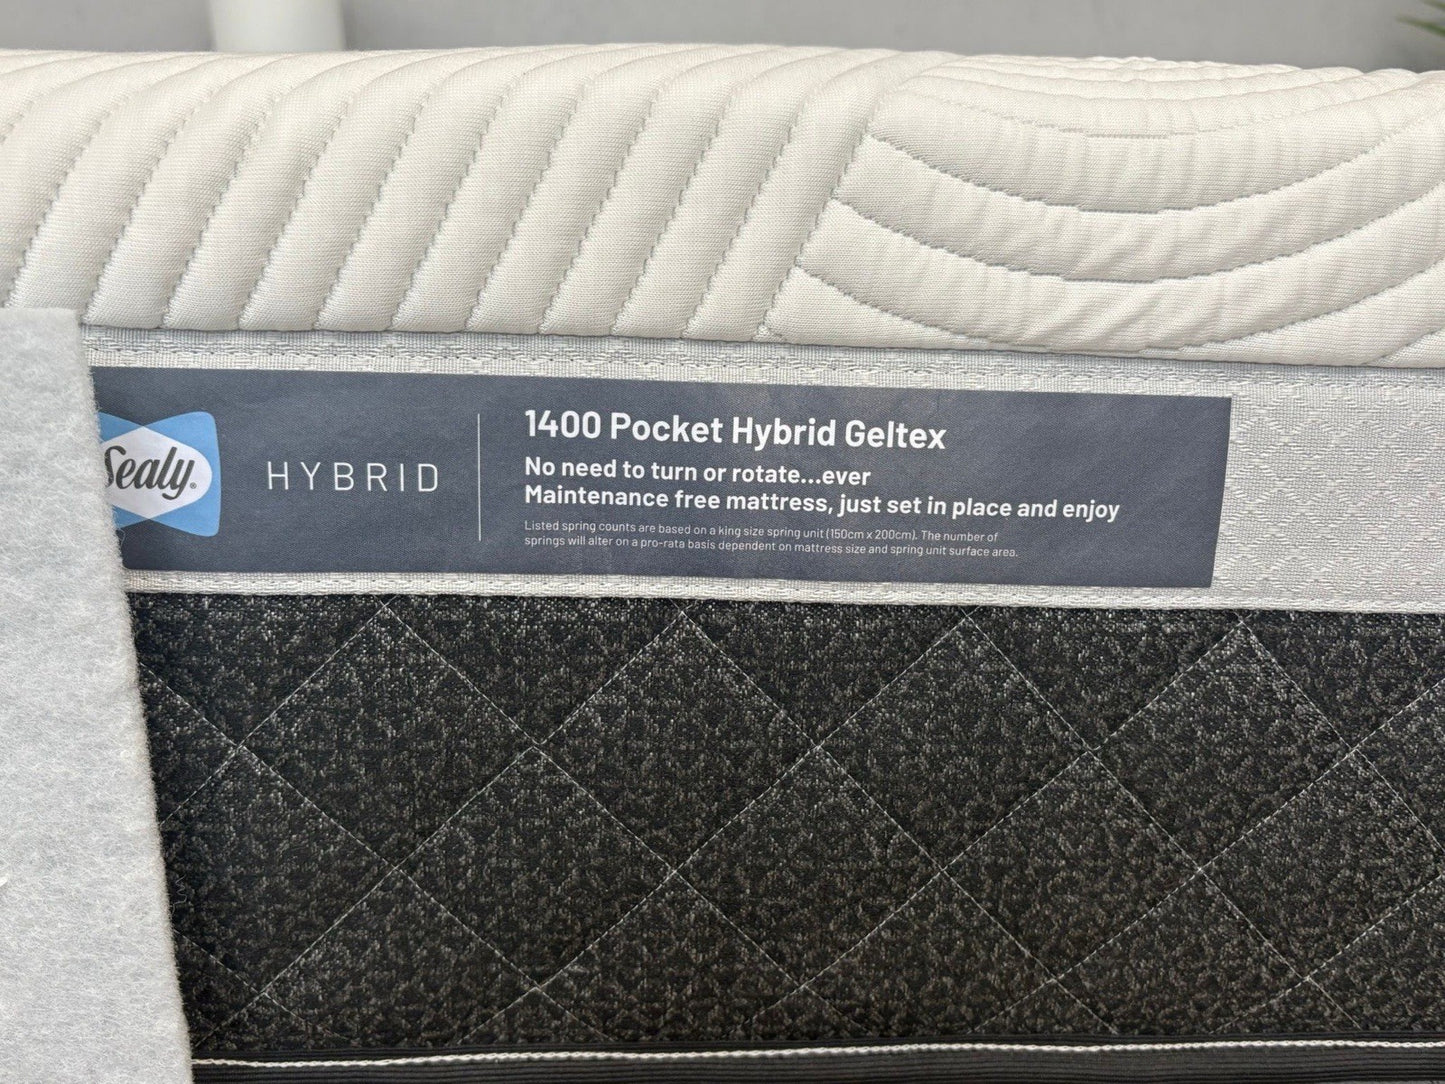 Sealy®
HYBRID
1400 Pocket Hybrid Geltex
No need to turn or rotate...ever
Maintenance free mattress, just set in place and enjoy
Listed spring counts are based on a king size spring unit (150cm x 200cm). The number of
springs will alter on a pro-rata basis dependent on mattress size and spring unit surface area.